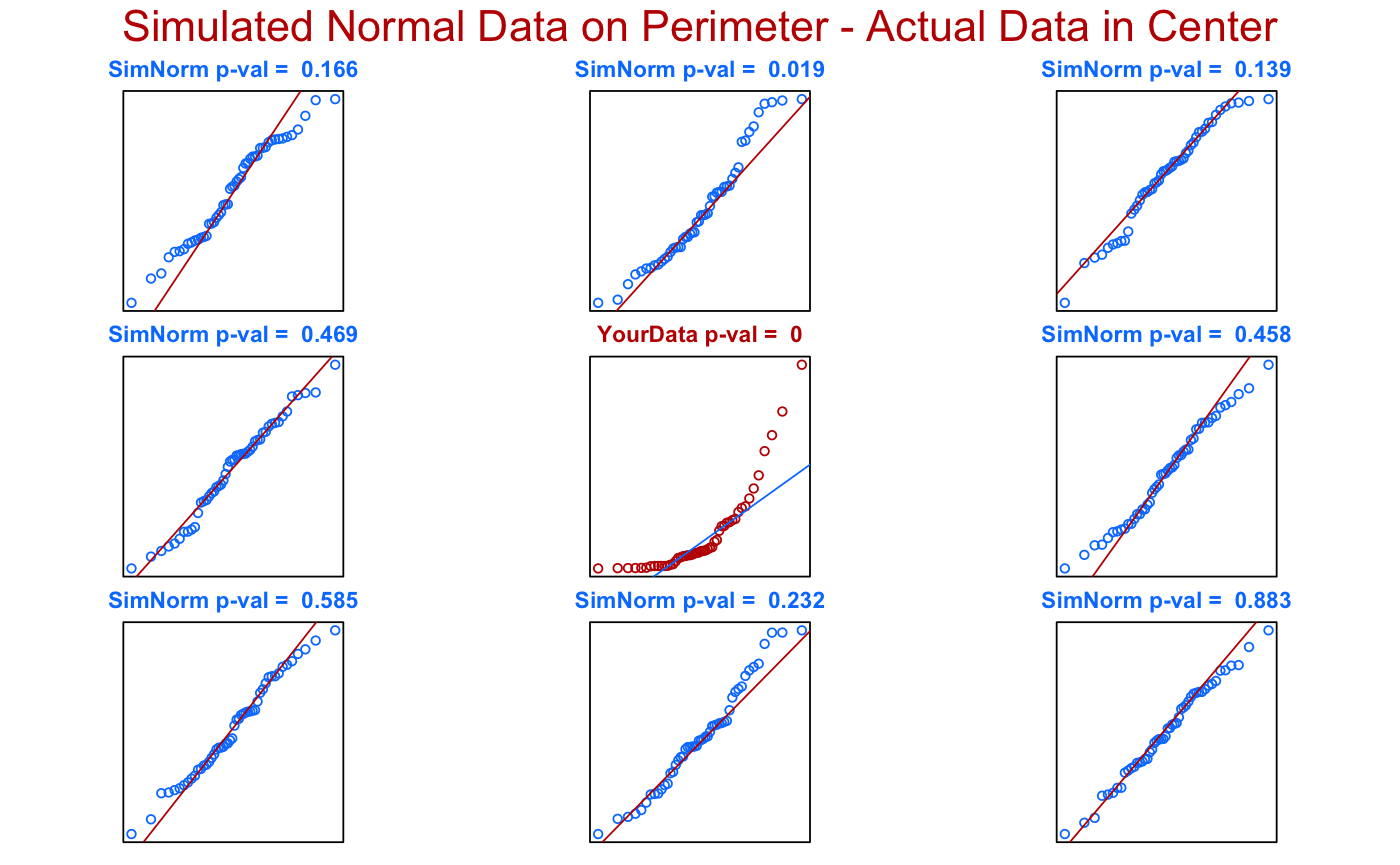 Simulated Normal Data on Perimeter - Actual Data in Center
SimNorm p-val =  0.166
SimNorm p-val =  0.019
SimNorm p-val =  0.139
SimNorm p-val =  0.469
YourData p-val =  0
SimNorm p-val =  0.458
SimNorm p-val =  0.585
SimNorm p-val =  0.232
SimNorm p-val =  0.883